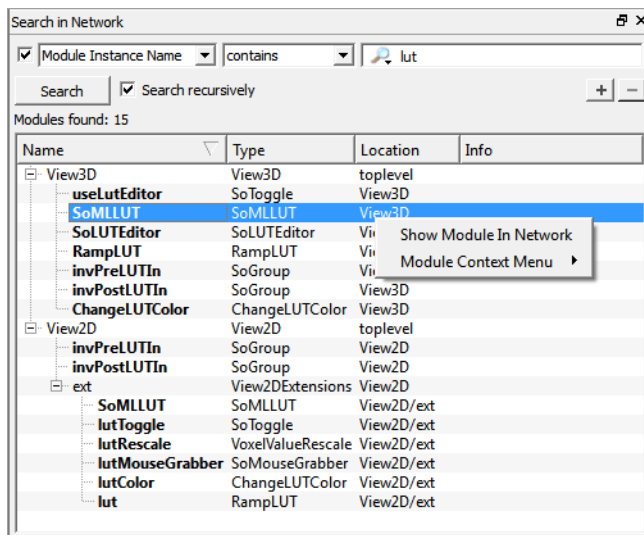 Search in Network
Module Instance Name contains lut
Search Search recursively + −
Modules found: 15
Name Type Location Info
View3D View3D toplevel
useLutEditor SoToggle View3D
SoMLLUT SoMLLUT View3D
SoLUTEditor SoLUTEditor Vi Show Module In Network
RampLUT RampLUT Vi Module Context Menu
invPreLUTIn SoGroup Vi
invPostLUTIn SoGroup View3D
ChangeLUTColor ChangeLUTColor View3D
View2D View2D toplevel
invPreLUTIn SoGroup View2D
invPostLUTIn SoGroup View2D
ext View2DExtensions View2D
SoMLLUT SoMLLUT View2D/ext
lutToggle SoToggle View2D/ext
lutRescale VoxelValueRescale View2D/ext
lutMouseGrabber SoMouseGrabber View2D/ext
lutColor ChangeLUTColor View2D/ext
lut RampLUT View2D/ext